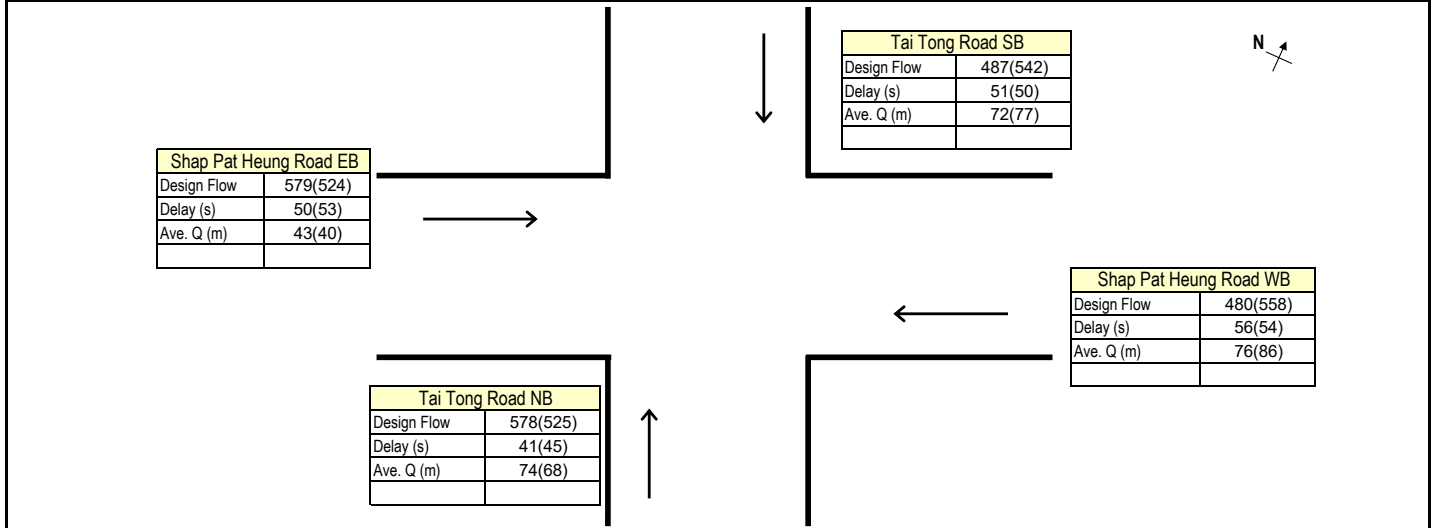 Tai Tong Road SB
Design Flow 487(542)
Delay (s) 51(50)
Ave. Q (m) 72(77)
N
Shap Pat Heung Road EB
Design Flow 579(524)
Delay (s) 50(53)
Ave. Q (m) 43(40)
Shap Pat Heung Road WB
Design Flow 480(558)
Delay (s) 56(54)
Ave. Q (m) 76(86)
Tai Tong Road NB
Design Flow 578(525)
Delay (s) 41(45)
Ave. Q (m) 74(68)